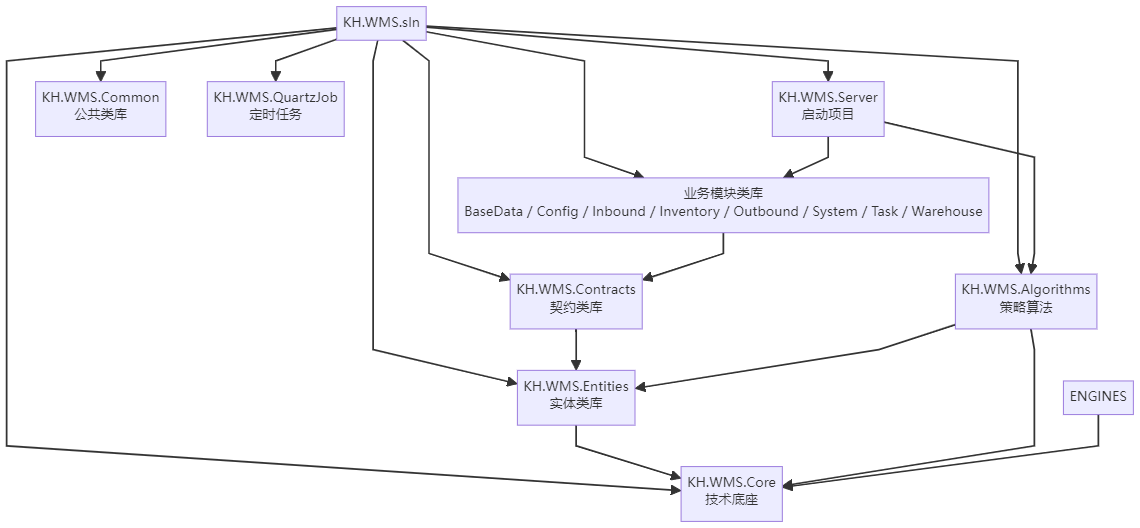 KH.WMS.sln
KH.WMS.Common
公共类库
KH.WMS.QuartzJob
定时任务
KH.WMS.Server
启动项目
业务模块类库
BaseData / Config / Inbound / Inventory / Outbound / System / Task / Warehouse
KH.WMS.Contracts
契约类库
KH.WMS.Algorithms
策略算法
KH.WMS.Entities
实体类库
ENGINES
KH.WMS.Core
技术底座